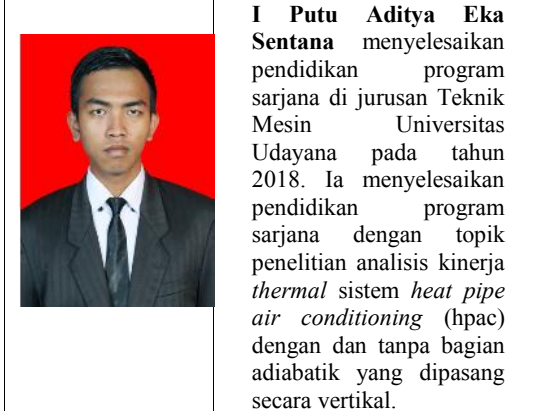 I Putu Aditya Eka
Sentana menyelesaikan
pendidikan program
sarjana di jurusan Teknik
Mesin Universitas
Udayana pada tahun
2018. Ia menyelesaikan
pendidikan program
sarjana dengan topik
penelitian analisis kinerja
thermal sistem heat pipe
air conditioning (hpac)
dengan dan tanpa bagian
adiabatik yang dipasang
secara vertikal.